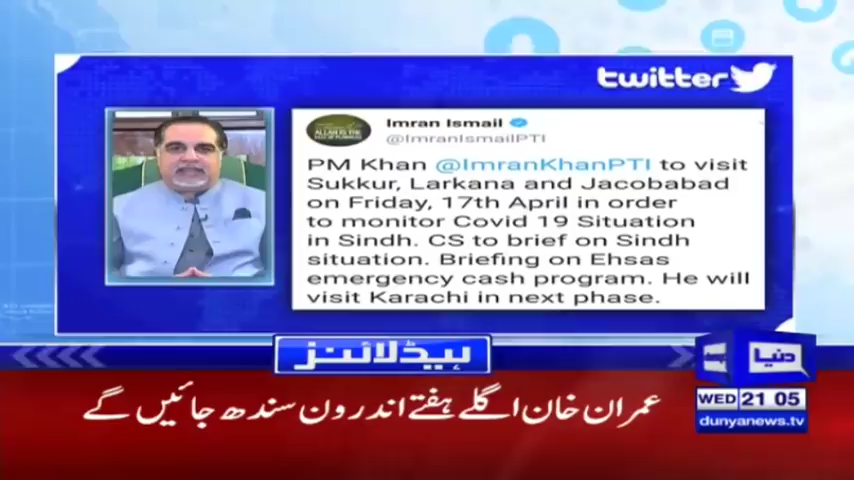 twitter
Imran Ismail
@ImranIsmailPTI
PM Khan @ImranKhanPTI to visit
Sukkur, Larkana and Jacobabad
on Friday, 17th April in order
to monitor Covid 19 Situation
in Sindh. CS to brief on Sindh
situation. Briefing on Ehsas
emergency cash program. He will
visit Karachi in next phase.
ہیڈلائنز
دنیا
WED 21 05
dunyanews.tv
عمران خان اگلے ہفتے اندرون سندھ جائیں گے